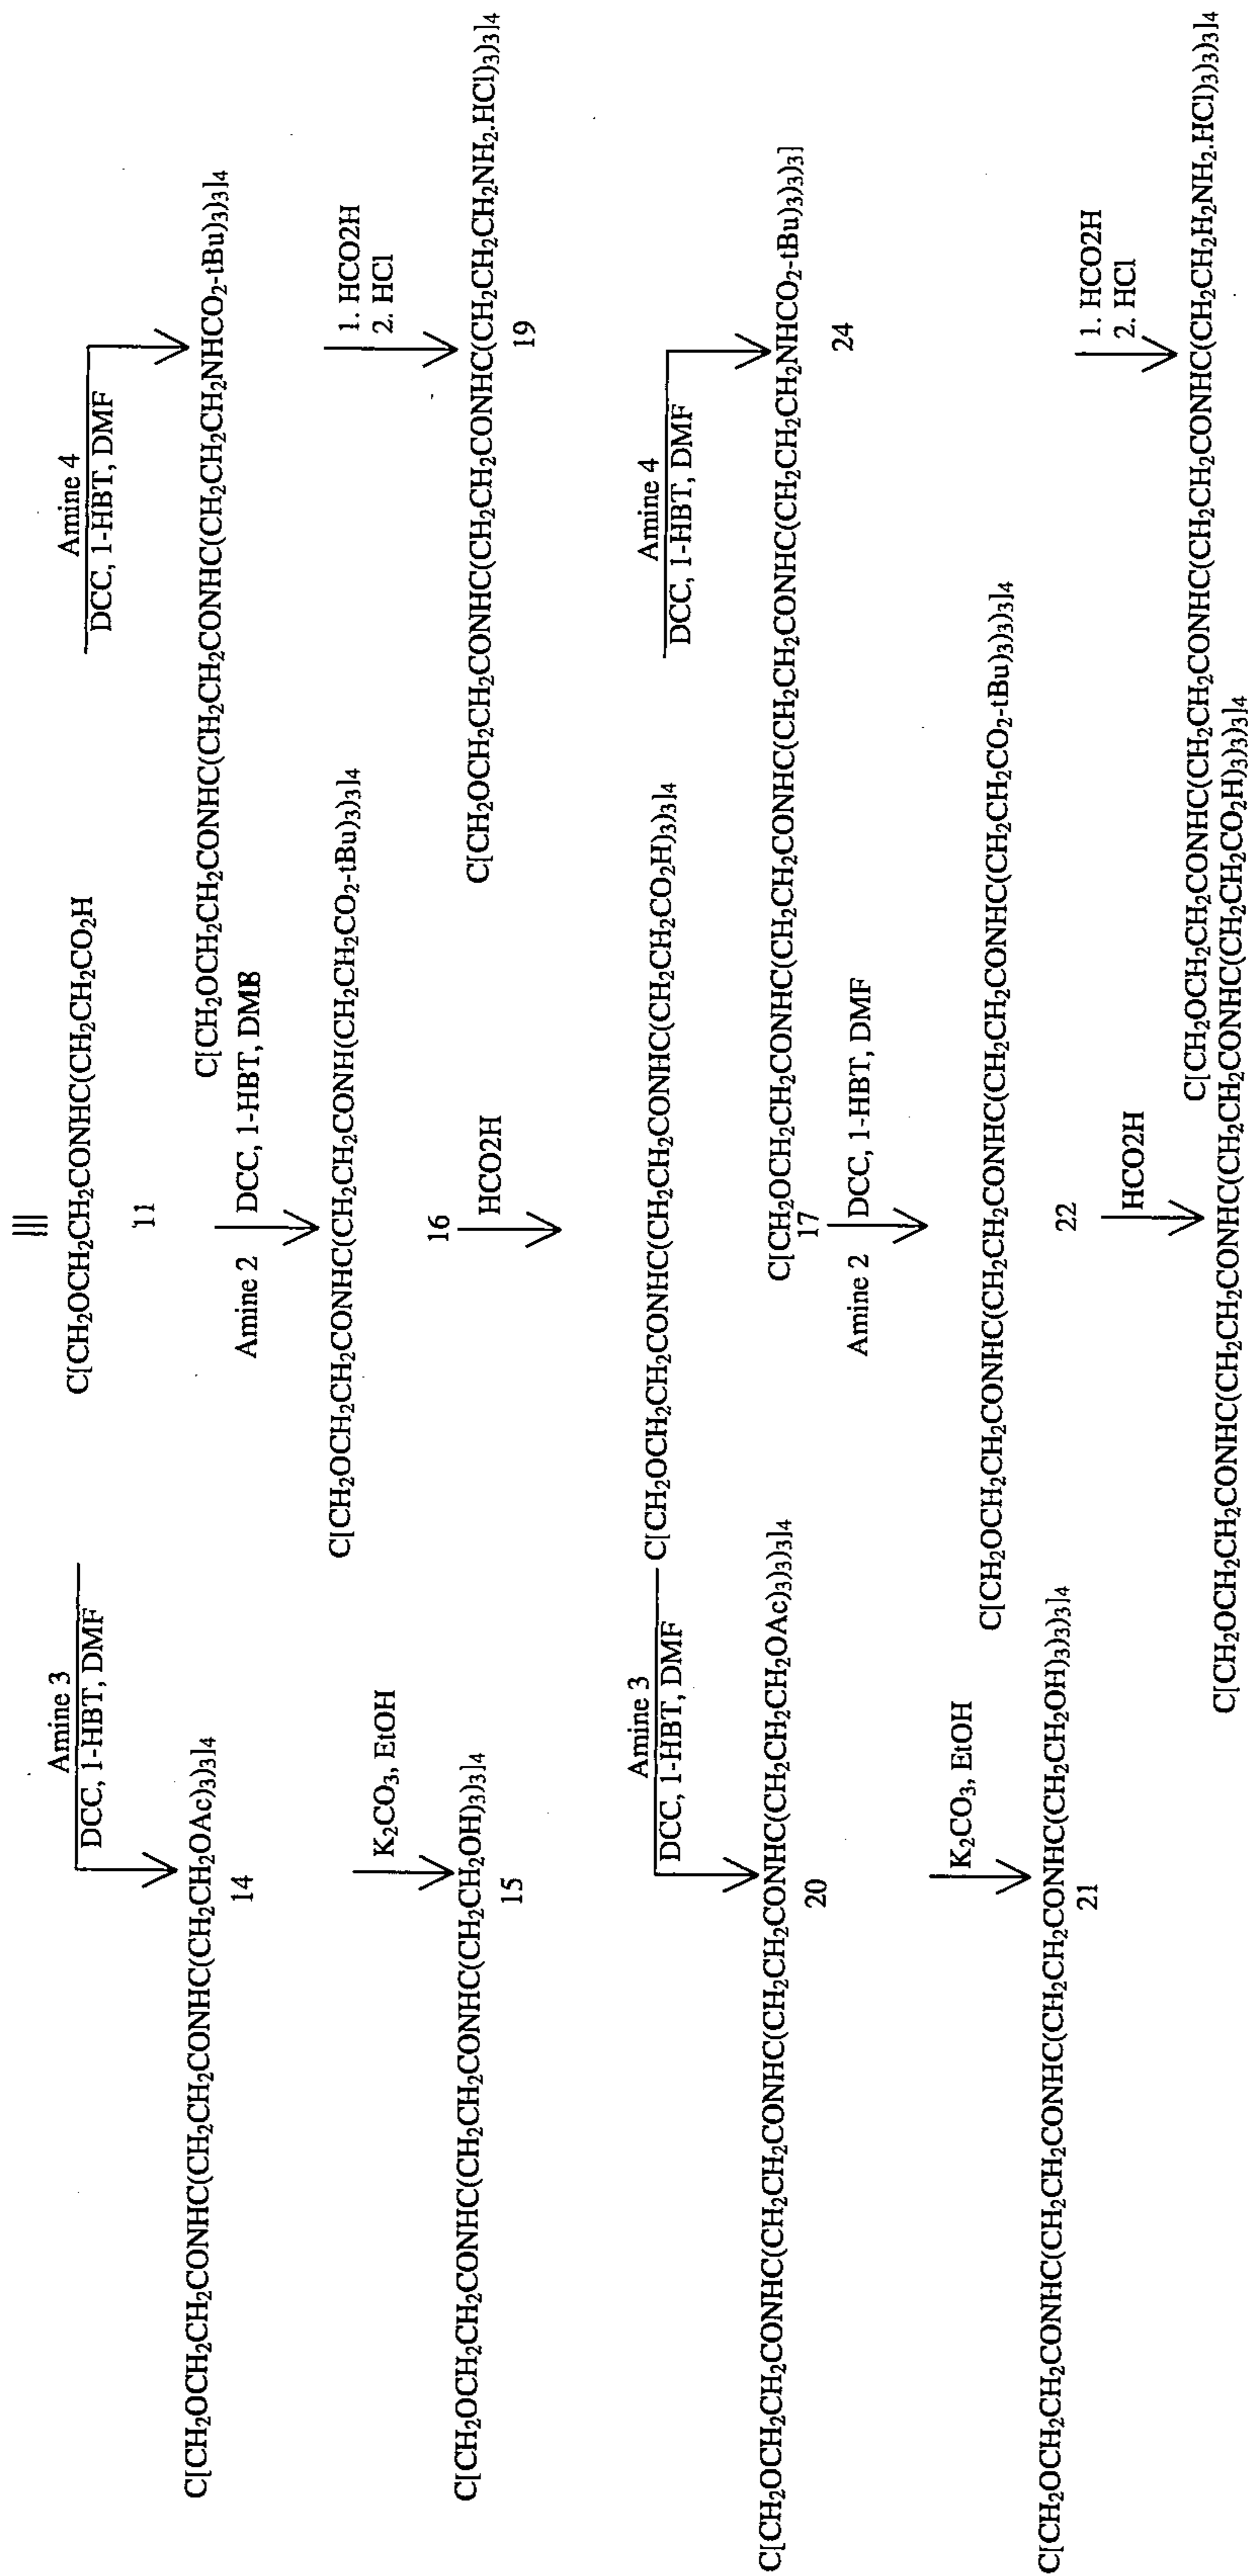 |||
C[CH₂OCH₂CH₂CONHC(CH₂CH₂CO₂H
11
Amine 3
DCC, 1-HBT, DMF
Amine 4
DCC, 1-HBT, DMF
C[CH₂OCH₂CH₂CONHC(CH₂CH₂CONHC(CH₂CH₂OAc)₃)₃]₄
14
C[CH₂OCH₂CH₂CONHC(CH₂CH₂CONHC(CH₂CH₂CH₂NHCO₂-tBu)₃)₃]₄
Amine 2
DCC, 1-HBT, DMB
C[CH₂OCH₂CH₂CONHC(CH₂CH₂CONH(CH₂CH₂CO₂-tBu)₃)₃]₄
16
K₂CO₃, EtOH
1. HCO2H
2. HCl
C[CH₂OCH₂CH₂CONHC(CH₂CH₂CONHC(CH₂CH₂OH)₃)₃]₄
15
HCO2H
C[CH₂OCH₂CH₂CONHC(CH₂CH₂CONHC(CH₂CH₂CH₂NH₂.HCl)₃)₃]₄
19
C[CH₂OCH₂CH₂CONHC(CH₂CH₂CONHC(CH₂CH₂CO₂H)₃)₃]₄
Amine 3
DCC, 1-HBT, DMF
Amine 4
DCC, 1-HBT, DMF
C[CH₂OCH₂CH₂CONHC(CH₂CH₂CONHC(CH₂CH₂CONHC(CH₂CH₂CH₂OAc)₃)₃)₃]₄
20
C[CH₂OCH₂CH₂CONHC(CH₂CH₂CONHC(CH₂CH₂CONHC(CH₂CH₂CH₂NHCO₂-tBu)₃)₃)₃]
17
24
Amine 2
DCC, 1-HBT, DMF
K₂CO₃, EtOH
C[CH₂OCH₂CH₂CONHC(CH₂CH₂CONHC(CH₂CH₂CONHC(CH₂CH₂CO₂-tBu)₃)₃)₃]₄
22
C[CH₂OCH₂CH₂CONHC(CH₂CH₂CONHC(CH₂CH₂CONHC(CH₂CH₂OH)₃)₃)₃]₄
21
HCO2H
1. HCO2H
2. HCl
C[CH₂OCH₂CH₂CONHC(CH₂CH₂CONHC(CH₂CH₂CONHC(CH₂CH₂H₂NH₂.HCl)₃)₃)₃]₄
C[CH₂OCH₂CH₂CONHC(CH₂CH₂CONHC(CH₂CH₂CONHC(CH₂CH₂CO₂H)₃)₃)₃]₄